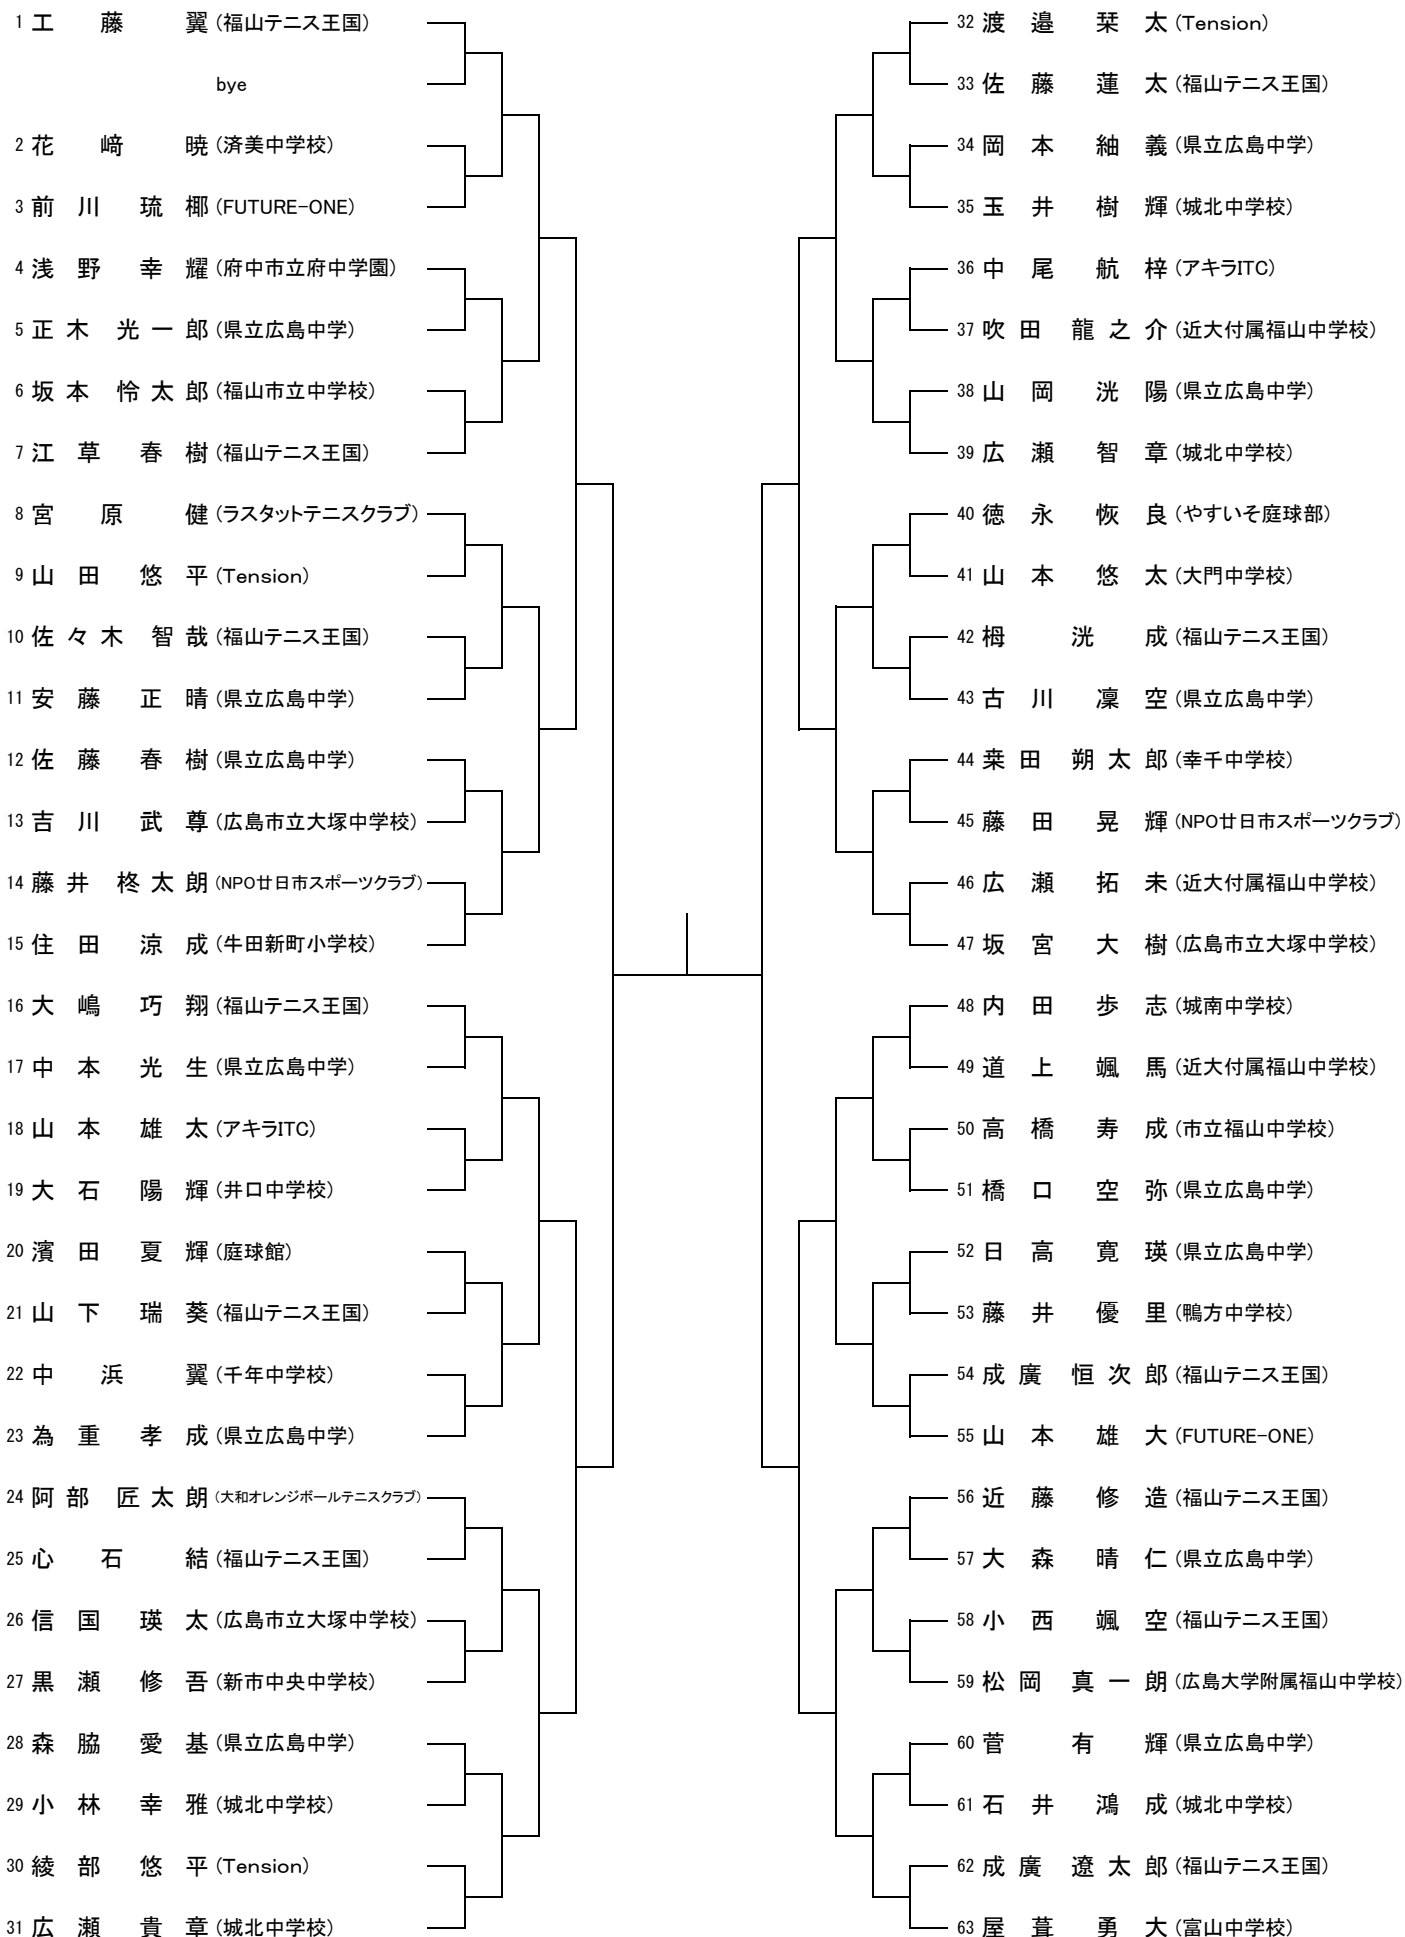 1 工藤 翼 (福山テニス王国)
bye
2 花﨑 暁 (済美中学校)
3 前川 琉椰 (FUTURE-ONE)
4 浅野 幸耀 (府中市立府中学園)
5 正木 光一郎 (県立広島中学)
6 坂本 怜太郎 (福山市立中学校)
7 江草 春樹 (福山テニス王国)
8 宮原 健 (ラスタットテニスクラブ)
9 山田 悠平 (Tension)
10 佐々木 智哉 (福山テニス王国)
11 安藤 正晴 (県立広島中学)
12 佐藤 春樹 (県立広島中学)
13 吉川 武尊 (広島市立大塚中学校)
14 藤井 柊太朗 (NPO廿日市スポーツクラブ)
15 住田 涼成 (牛田新町小学校)
16 大嶋 巧翔 (福山テニス王国)
17 中本 光生 (県立広島中学)
18 山本 雄太 (アキラITC)
19 大石 陽輝 (井口中学校)
20 濱田 夏輝 (庭球館)
21 山下 瑞葵 (福山テニス王国)
22 中浜 翼 (千年中学校)
23 為重 孝成 (県立広島中学)
24 阿部 匠太朗 (大和オレンジボールテニスクラブ)
25 心石 結 (福山テニス王国)
26 信国 瑛太 (広島市立大塚中学校)
27 黒瀬 修吾 (新市中央中学校)
28 森脇 愛基 (県立広島中学)
29 小林 幸雅 (城北中学校)
30 綾部 悠平 (Tension)
31 広瀬 貴章 (城北中学校)
32 渡邉 栞太 (Tension)
33 佐藤 蓮太 (福山テニス王国)
34 岡本 紬義 (県立広島中学)
35 玉井 樹輝 (城北中学校)
36 中尾 航梓 (アキラITC)
37 吹田 龍之介 (近大付属福山中学校)
38 山岡 洸陽 (県立広島中学)
39 広瀬 智章 (城北中学校)
40 徳永 恢良 (やすいそ庭球部)
41 山本 悠太 (大門中学校)
42 栂 洸成 (福山テニス王国)
43 古川 凜空 (県立広島中学)
44 桒田 朔太郎 (幸千中学校)
45 藤田 晃輝 (NPO廿日市スポーツクラブ)
46 広瀬 拓未 (近大付属福山中学校)
47 坂宮 大樹 (広島市立大塚中学校)
48 内田 歩志 (城南中学校)
49 道上 颯馬 (近大付属福山中学校)
50 高橋 寿成 (市立福山中学校)
51 橋口 空弥 (県立広島中学)
52 日高 寛瑛 (県立広島中学)
53 藤井 優里 (鴨方中学校)
54 成廣 恒次郎 (福山テニス王国)
55 山本 雄大 (FUTURE-ONE)
56 近藤 修造 (福山テニス王国)
57 大森 晴仁 (県立広島中学)
58 小西 颯空 (福山テニス王国)
59 松岡 真一朗 (広島大学附属福山中学校)
60 菅 有輝 (県立広島中学)
61 石井 鴻成 (城北中学校)
62 成廣 遼太郎 (福山テニス王国)
63 屋葺 勇大 (富山中学校)